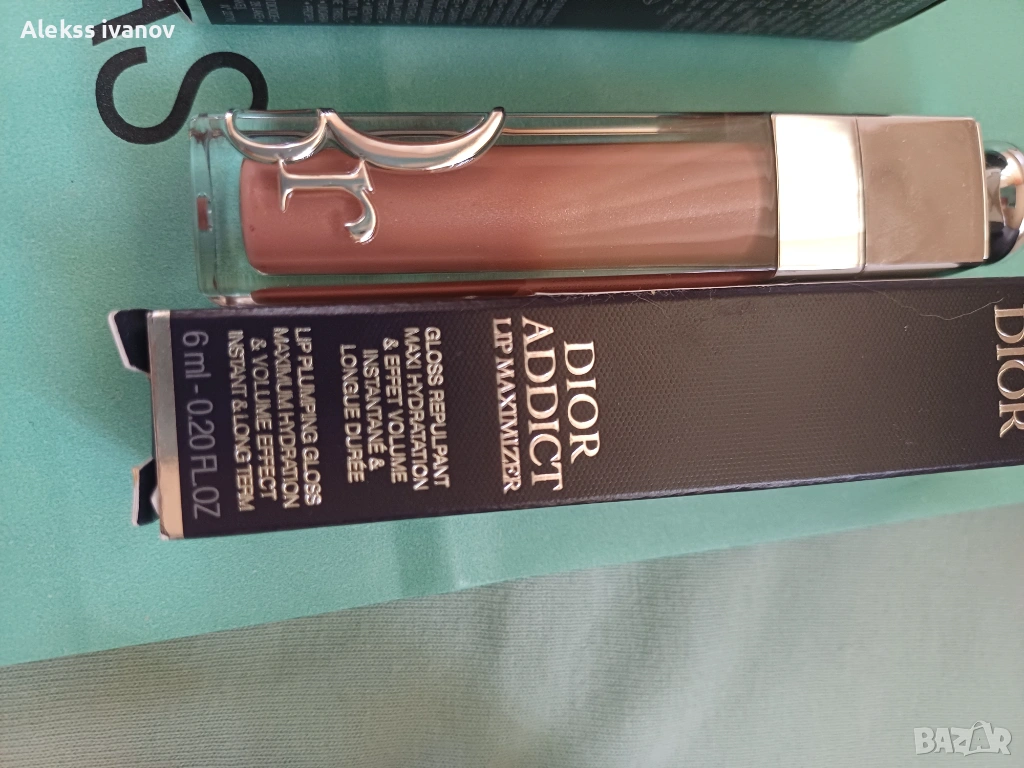 Alekss ivanov
DIOR
ADDICT
LIP MAXIMIZER
GLOSS REPULPANT
MAXI HYDRATATION
& EFFET VOLUME
INSTANTANÉ &
LONGUE DURÉE
LIP PLUMPING GLOSS
MAXIMUM HYDRATION
& VOLUME EFFECT
INSTANT & LONG TERM
6 ml - 0.20 FL.OZ
DIOR
BAZAR